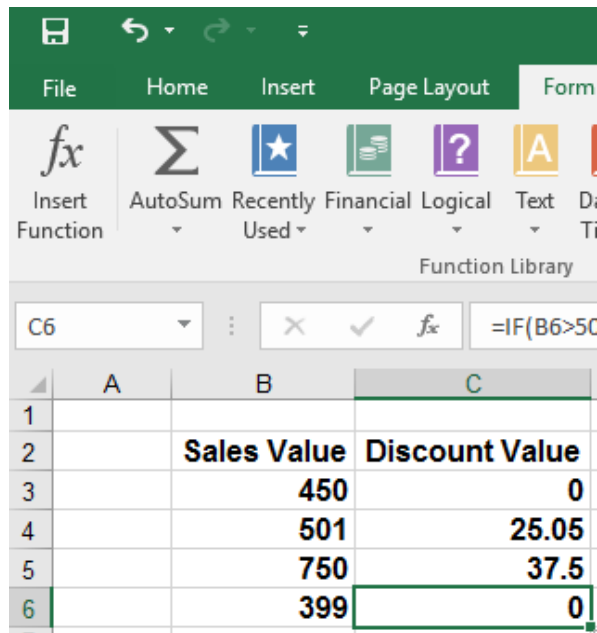 File Home Insert Page Layout Form
fx
Insert Function
AutoSum
Recently Used
Financial
Logical
?
A
Text
Function Library
C6 fx =IF(B6>50
A B C
1
2 Sales Value Discount Value
3 450 0
4 501 25.05
5 750 37.5
6 399 0